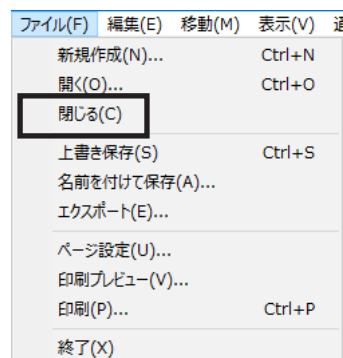 ファイル(F) 編集(E) 移動(M) 表示(V)
新規作成(N)... Ctrl+N
開く(O)... Ctrl+O
閉じる(C)
上書き保存(S) Ctrl+S
名前を付けて保存(A)...
エクスポート(E)...
ページ設定(U)...
印刷プレビュー(V)...
印刷(P)... Ctrl+P
終了(X)